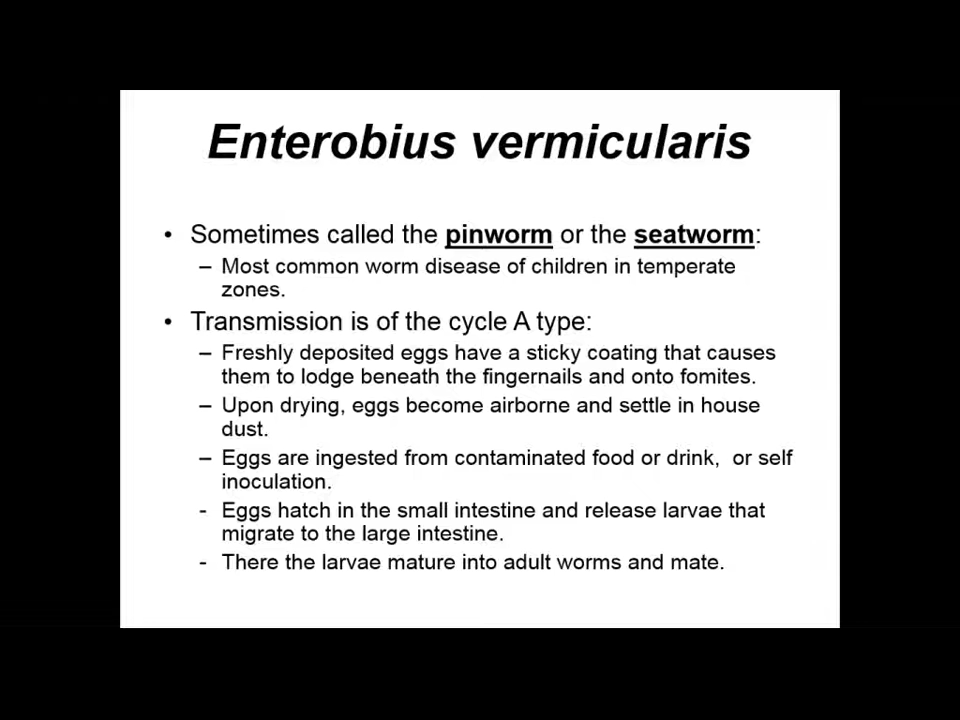 Enterobius vermicularis
• Sometimes called the pinworm or the seatworm:
– Most common worm disease of children in temperate
zones.
• Transmission is of the cycle A type:
– Freshly deposited eggs have a sticky coating that causes
them to lodge beneath the fingernails and onto fomites.
– Upon drying, eggs become airborne and settle in house
dust.
– Eggs are ingested from contaminated food or drink, or self
inoculation.
- Eggs hatch in the small intestine and release larvae that
migrate to the large intestine.
- There the larvae mature into adult worms and mate.